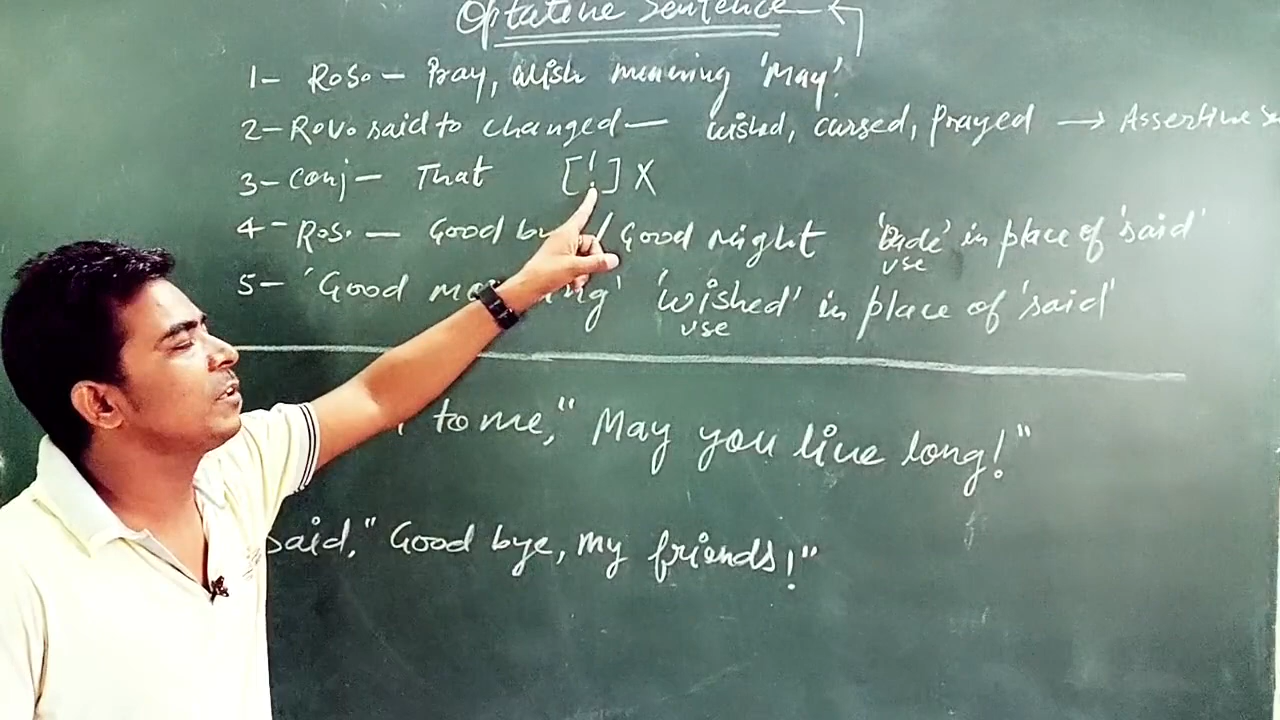 Optative Sentence
1- R.S. - Pray, wish meaning 'May'.
2- R.V. said to changed - wished, cursed, Prayed → Assertive
3- Conj - That [!] X
4- R.S. - Good / Good Night 'Bade' use in place of 'said'
5- 'Good 'wished' use in place of 'said'
to me," May you live long!"
said," Good bye, my friends!"